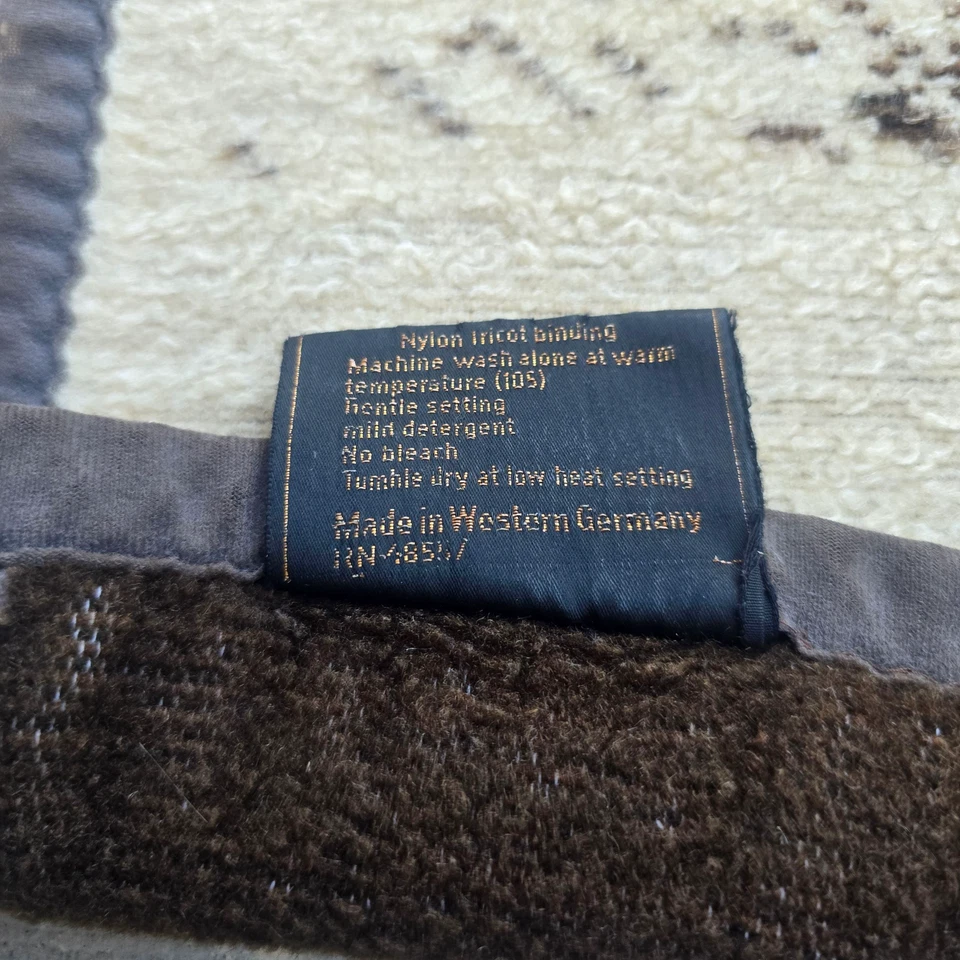 Nylon Tricot binding
Machine wash alone at warm
temperature (105)
Gentle setting
mild detergent
No bleach
Tumble dry at low heat setting
Made in Western Germany